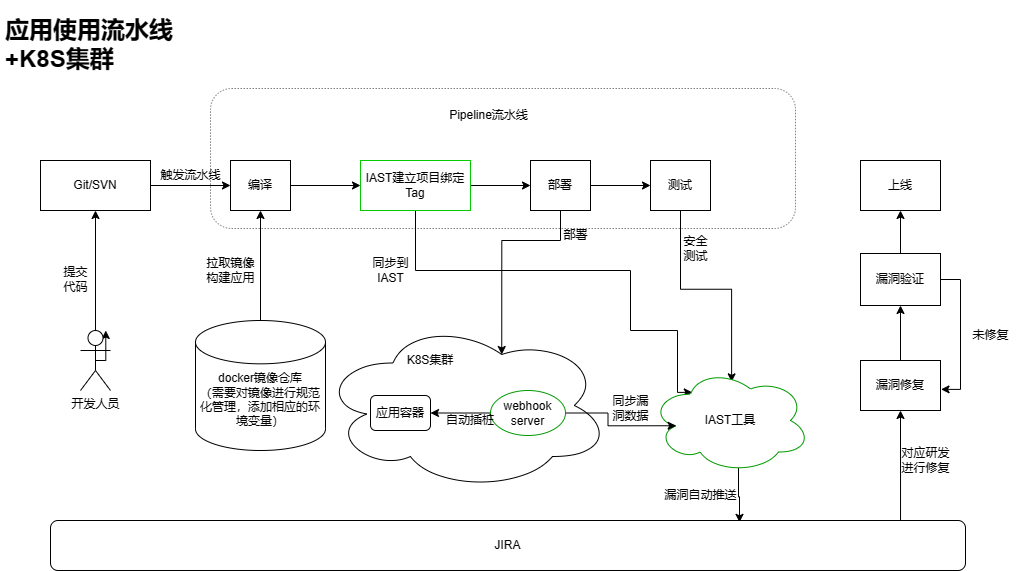 应用使用流水线
+K8S集群
Pipeline流水线
Git/SVN
触发流水线
编译
IAST建立项目绑定
Tag
部署
测试
上线
部署
安全
测试
提交
代码
拉取镜像
构建应用
同步到
IAST
漏洞验证
未修复
开发人员
docker镜像仓库
（需要对镜像进行规范
化管理，添加相应的环
境变量）
K8S集群
应用容器
自动插桩
webhook
server
同步漏
洞数据
IAST工具
漏洞修复
对应研发
进行修复
漏洞自动推送
JIRA